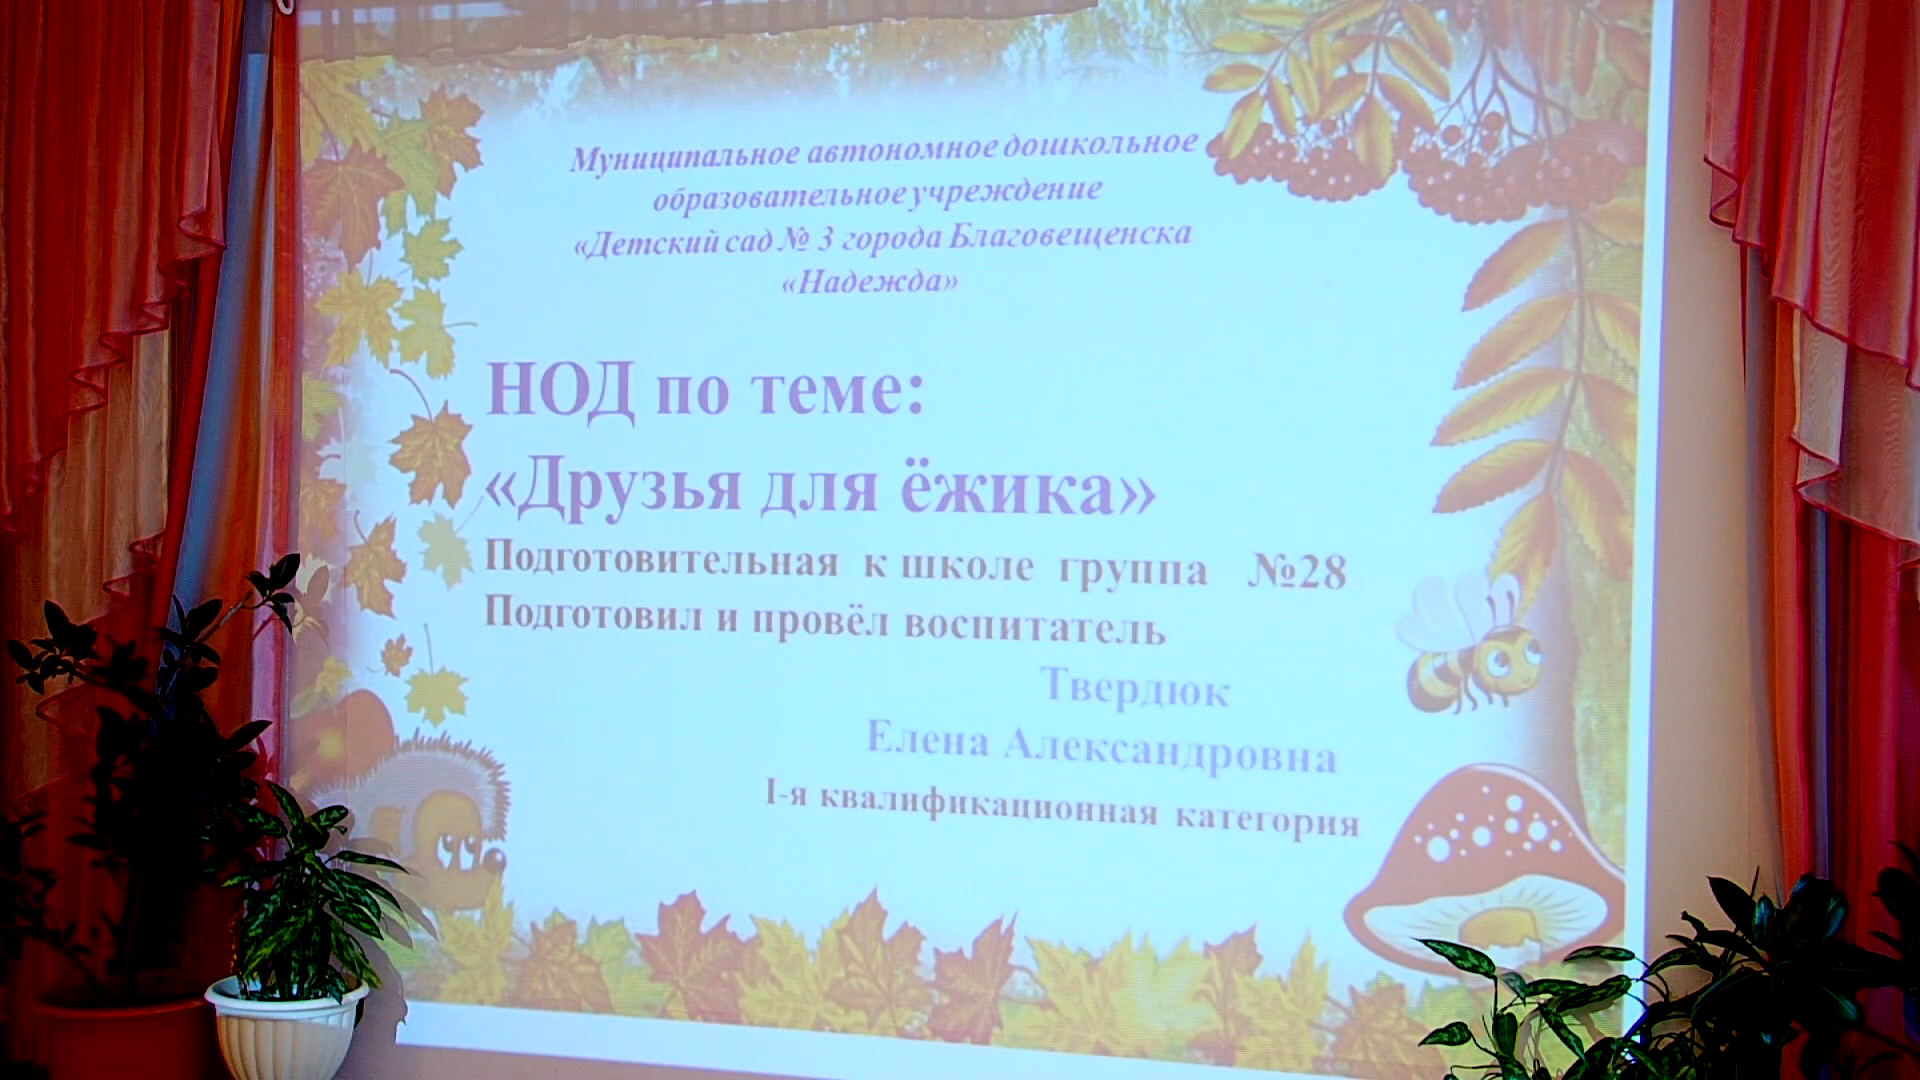 Муниципальное автономное дошкольное
образовательное учреждение
«Детский сад № 3 города Благовещенска
«Надежда»
НОД по теме:
«Друзья для ёжика»
Подготовительная к школе группа №28
Подготовил и провёл воспитатель
Твердюк
Елена Александровна
I-я квалификационная категория